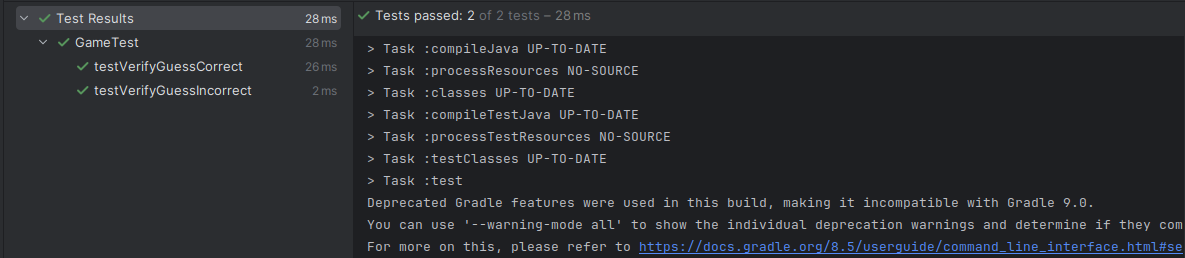 Test Results 28 ms
GameTest 28 ms
testVerifyGuessCorrect 26 ms
testVerifyGuessIncorrect 2 ms
Tests passed: 2 of 2 tests – 28 ms
> Task :compileJava UP-TO-DATE
> Task :processResources NO-SOURCE
> Task :classes UP-TO-DATE
> Task :compileTestJava UP-TO-DATE
> Task :processTestResources NO-SOURCE
> Task :testClasses UP-TO-DATE
> Task :test
Deprecated Gradle features were used in this build, making it incompatible with Gradle 9.0.
You can use '--warning-mode all' to show the individual deprecation warnings and determine if they com
For more on this, please refer to https://docs.gradle.org/8.5/userguide/command_line_interface.html#se